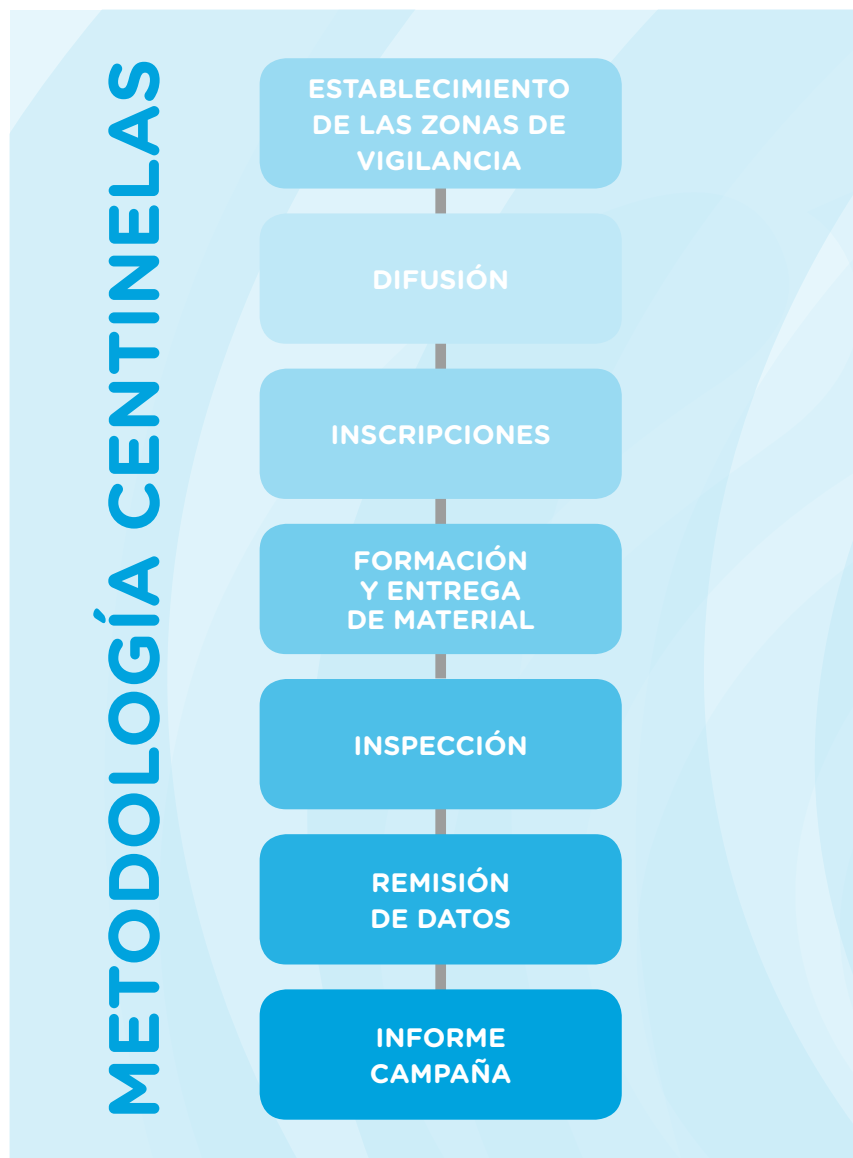 METODOLOGÍA CENTINELAS
ESTABLECIMIENTO
DE LAS ZONAS DE
VIGILANCIA
DIFUSIÓN
INSCRIPCIONES
FORMACIÓN
Y ENTREGA
DE MATERIAL
INSPECCIÓN
REMISIÓN
DE DATOS
INFORME
CAMPAÑA